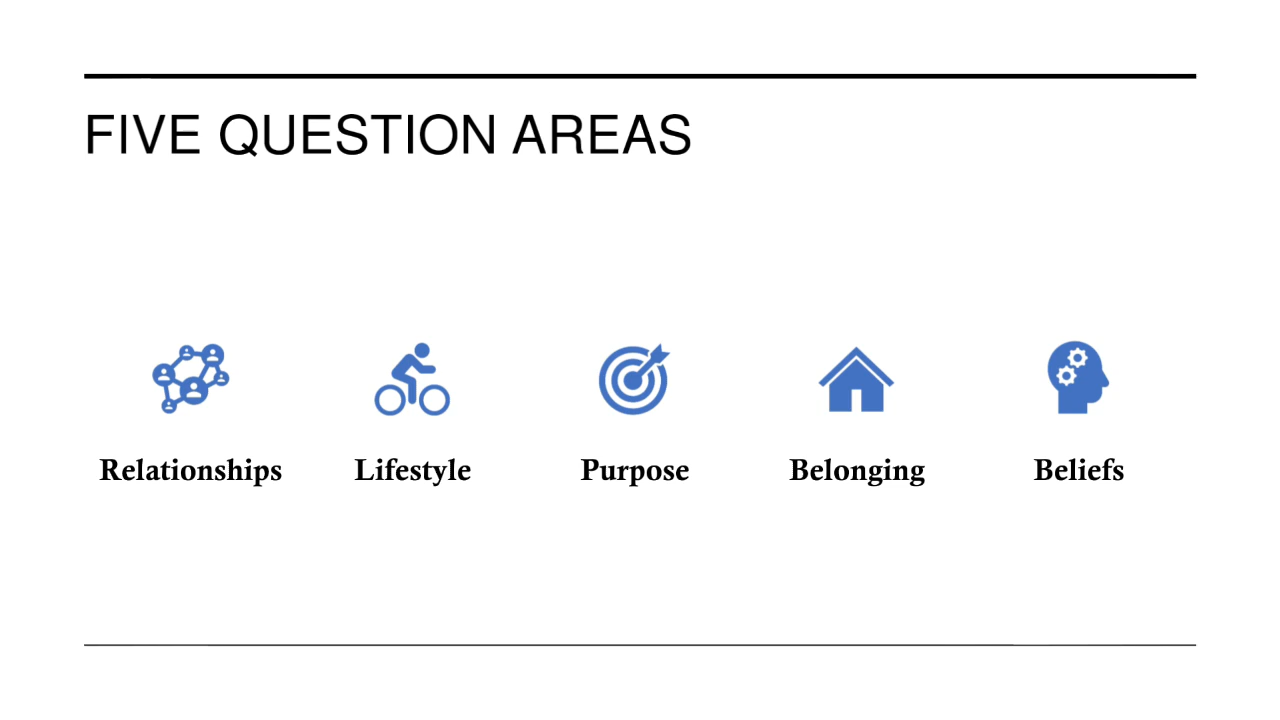 FIVE QUESTION AREAS
Relationships
Lifestyle
Purpose
Belonging
Beliefs